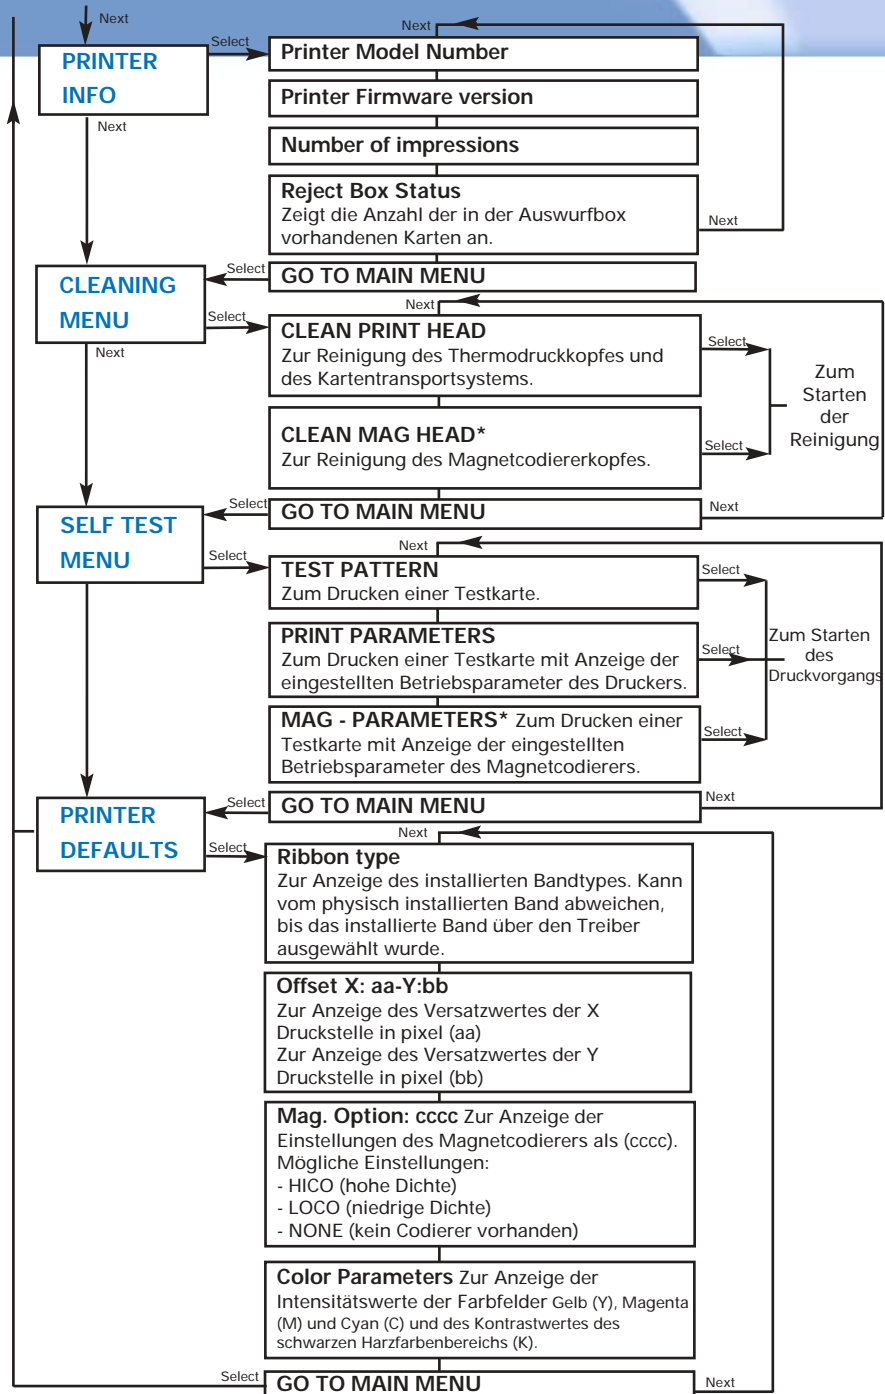 Next
Next
Select
PRINTER
INFO
Printer Model Number
Printer Firmware version
Next
Number of impressions
Reject Box Status
Zeigt die Anzahl der in der Auswurfbox
vorhandenen Karten an.
Next
Select
GO TO MAIN MENU
CLEANING
MENU
Next
Select
CLEAN PRINT HEAD
Zur Reinigung des Thermodruckkopfes und
des Kartentransportsystems.
Select
Next
CLEAN MAG HEAD*
Zur Reinigung des Magnetcodiererkopfes.
Select
Zum
Starten
der
Reinigung
Select
GO TO MAIN MENU
Next
SELF TEST
MENU
Next
Select
TEST PATTERN
Zum Drucken einer Testkarte.
Select
PRINT PARAMETERS
Zum Drucken einer Testkarte mit Anzeige der
eingestellten Betriebsparameter des Druckers.
Select
Zum Starten
des
Druckvorgangs
MAG - PARAMETERS* Zum Drucken einer
Testkarte mit Anzeige der eingestellten
Betriebsparameter des Magnetcodierers.
Select
Select
GO TO MAIN MENU
Next
PRINTER
DEFAULTS
Next
Select
Ribbon type
Zur Anzeige des installierten Bandtypes. Kann
vom physisch installierten Band abweichen,
bis das installierte Band über den Treiber
ausgewählt wurde.
Offset X: aa-Y:bb
Zur Anzeige des Versatzwertes der X
Druckstelle in pixel (aa)
Zur Anzeige des Versatzwertes der Y
Druckstelle in pixel (bb)
Mag. Option: cccc Zur Anzeige der
Einstellungen des Magnetcodierers als (cccc).
Mögliche Einstellungen:
- HICO (hohe Dichte)
- LOCO (niedrige Dichte)
- NONE (kein Codierer vorhanden)
Color Parameters Zur Anzeige der
Intensitätswerte der Farbfelder Gelb (Y), Magenta
(M) und Cyan (C) und des Kontrastwertes des
schwarzen Harzfarbenbereichs (K).
Select
GO TO MAIN MENU
Next